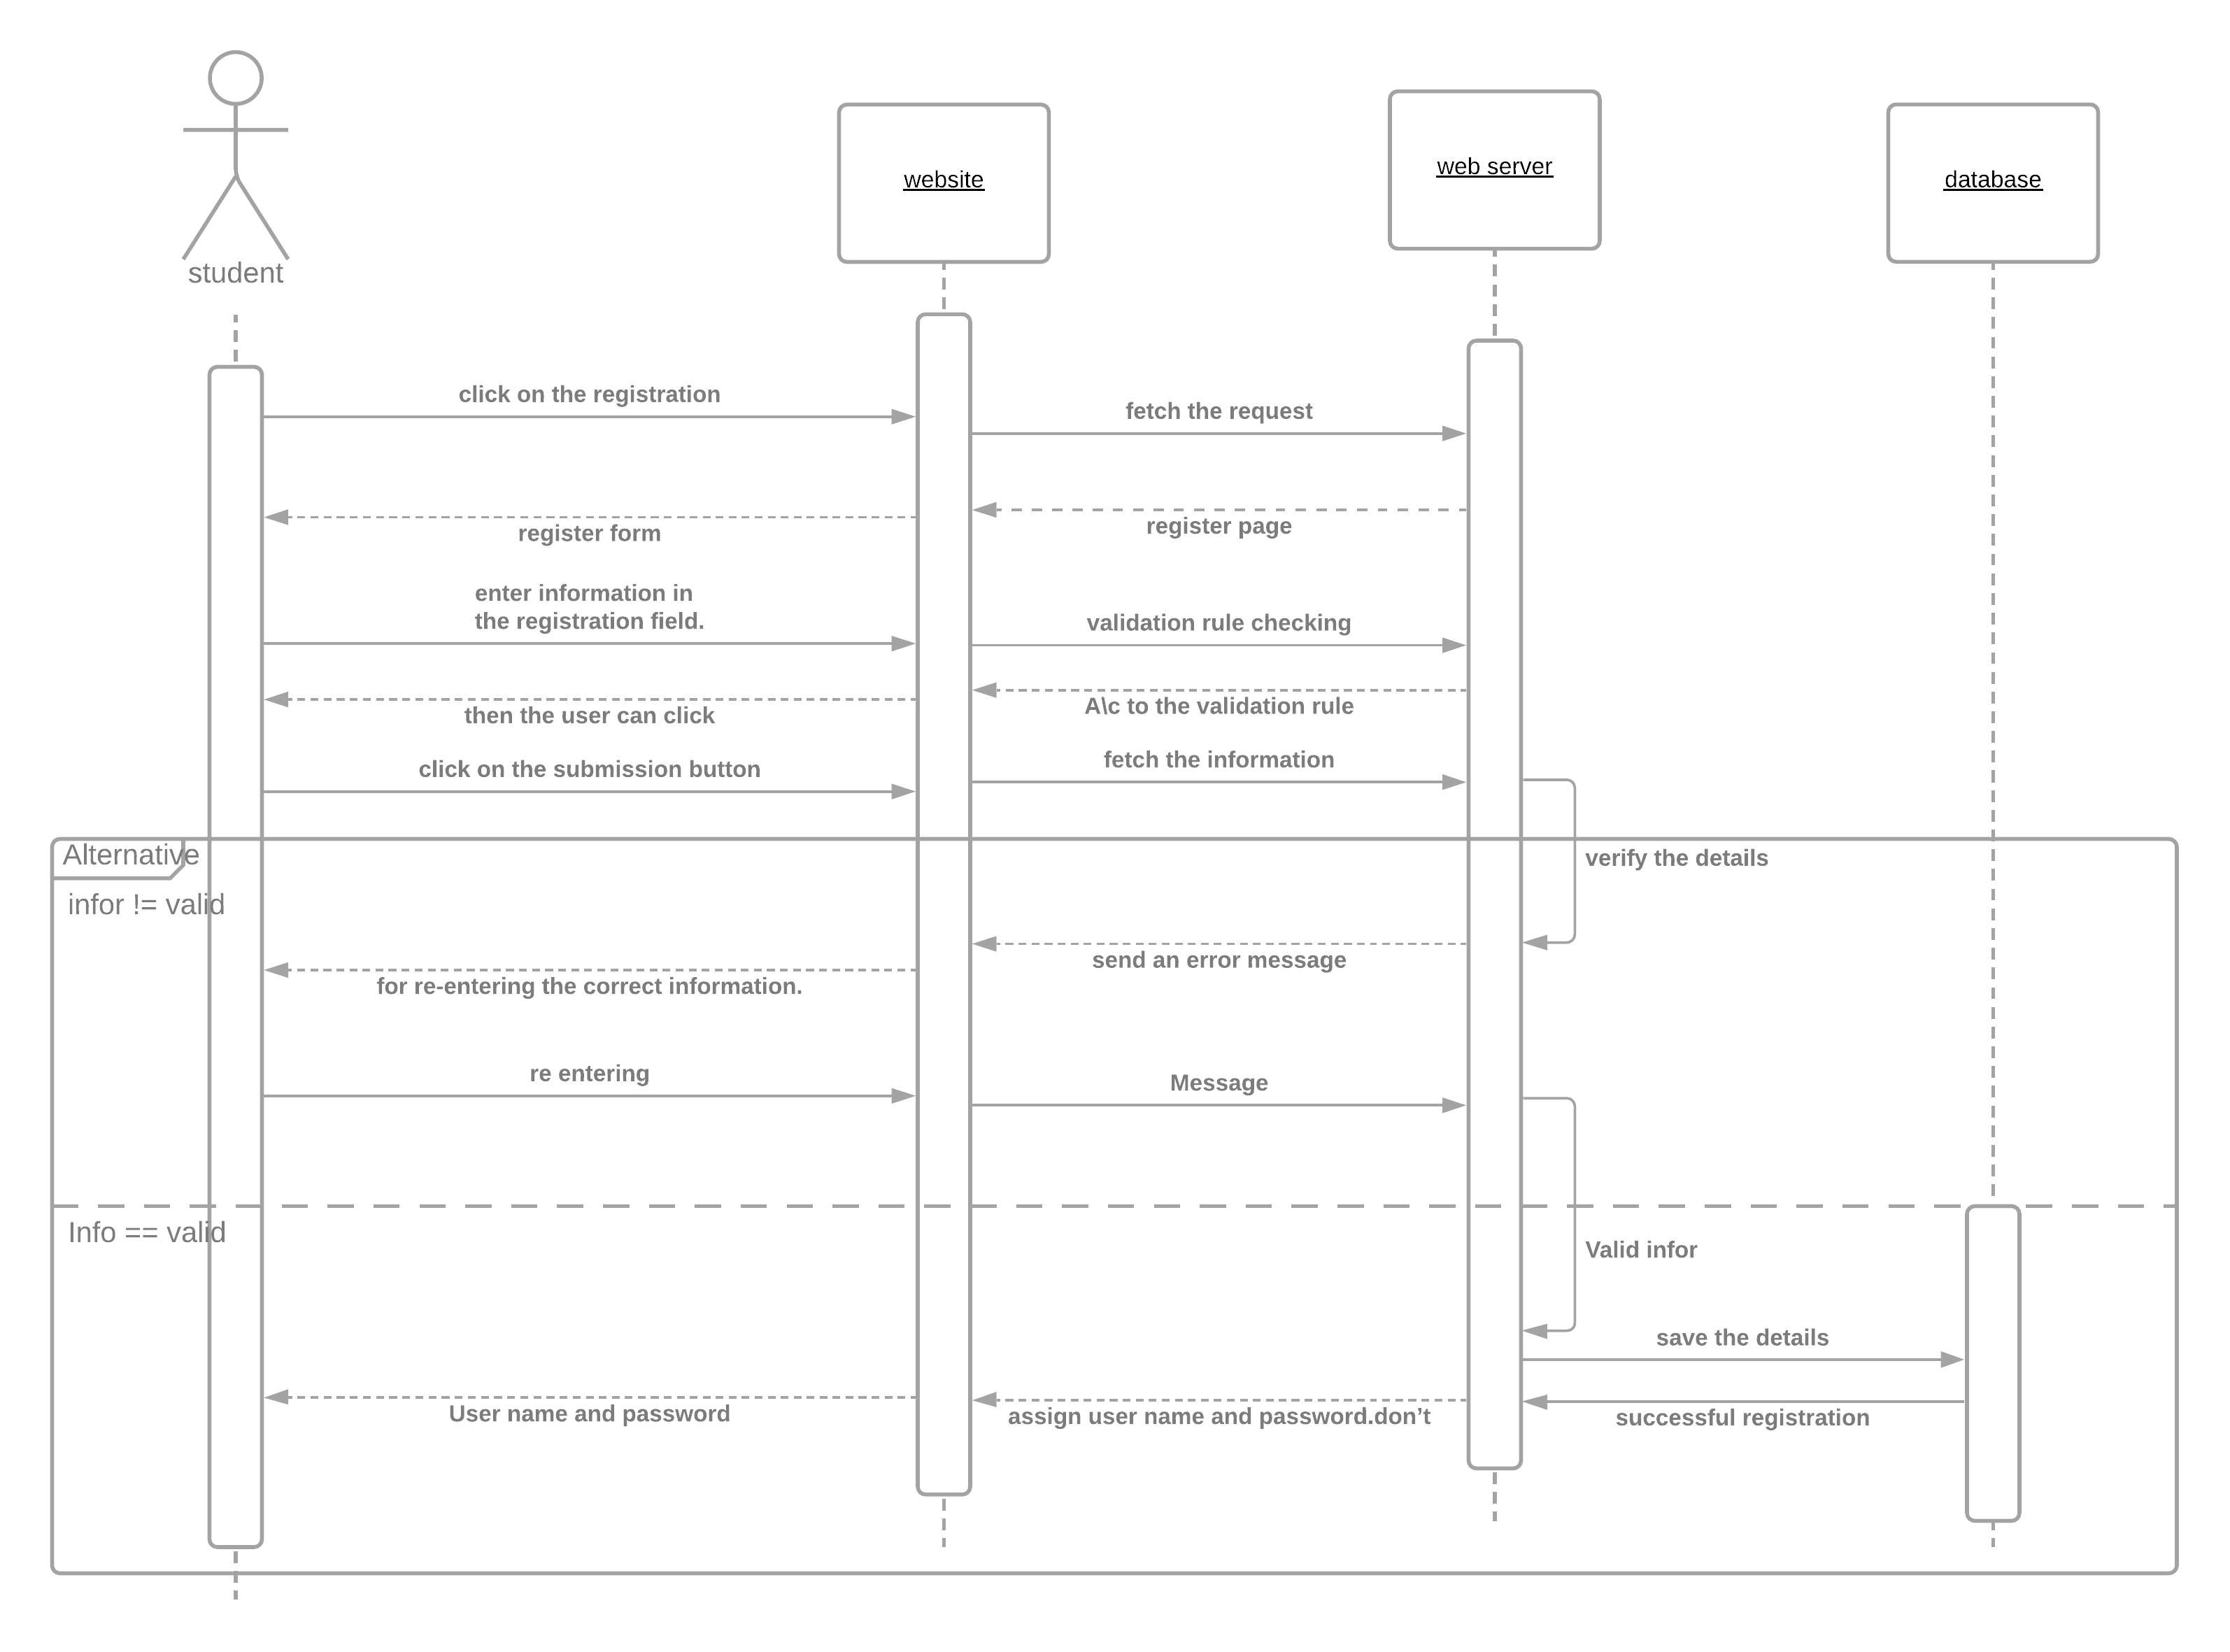 student
website
web server
database
click on the registration
fetch the request
register form
register page
enter information in
the registration field.
validation rule checking
then the user can click
A\c to the validation rule
click on the submission button
fetch the information
Alternative
verify the details
infor != valid
send an error message
for re-entering the correct information.
re entering
Message
Info == valid
Valid infor
save the details
User name and password
assign user name and password.don’t
successful registration